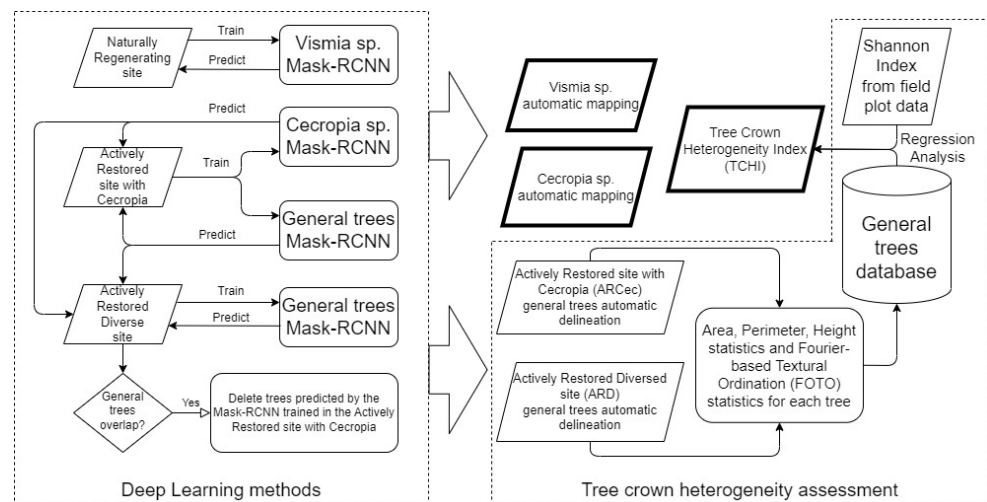 Naturally
Regenerating
site
Train
Predict
Vismia sp.
Mask-RCNN
Predict
Cecropia sp.
Mask-RCNN
Actively
Restored
site with
Cecropia
Train
General trees
Mask-RCNN
Predict
Actively
Restored
Diverse
site
Train
Predict
General trees
Mask-RCNN
General
trees
overlap?
Yes
Delete trees predicted by the
Mask-RCNN trained in the Actively
Restored site with Cecropia
Deep Learning methods
Vismia sp.
automatic mapping
Cecropia sp.
automatic mapping
Tree Crown
Heterogeneity Index
(TCHI)
Shannon
Index
from field
plot data
Regression
Analysis
General
trees
database
Actively Restored site with
Cecropia (ARCec)
general trees automatic
delineation
Actively Restored Diversed
site (ARD)
general trees automatic
delineation
Area, Perimeter, Height
statistics and Fourier-
based Textural
Ordination (FOTO)
statistics for each tree
Tree crown heterogeneity assessment